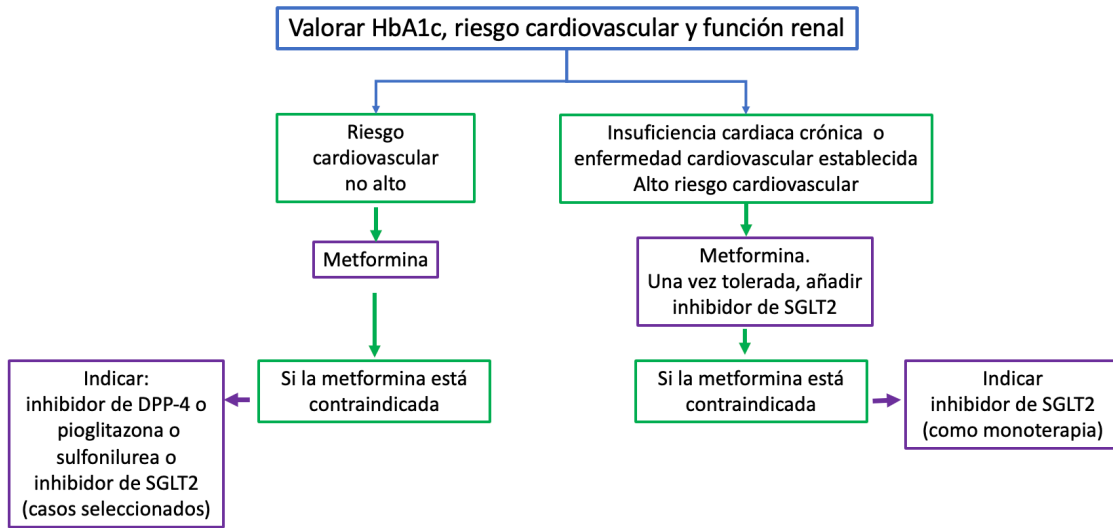 Valorar HbA1c, riesgo cardiovascular y función renal
Riesgo
cardiovascular
no alto
Insuficiencia cardiaca crónica o
enfermedad cardiovascular establecida
Alto riesgo cardiovascular
Metformina
Metformina.
Una vez tolerada, añadir
inhibidor de SGLT2
Indicar:
inhibidor de DPP-4 o
pioglitazona o
sulfonilurea o
inhibidor de SGLT2
(casos seleccionados)
Si la metformina está
contraindicada
Si la metformina está
contraindicada
Indicar
inhibidor de SGLT2
(como monoterapia)